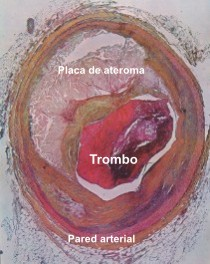 Placa de ateroma
Trombo
Pared arterial